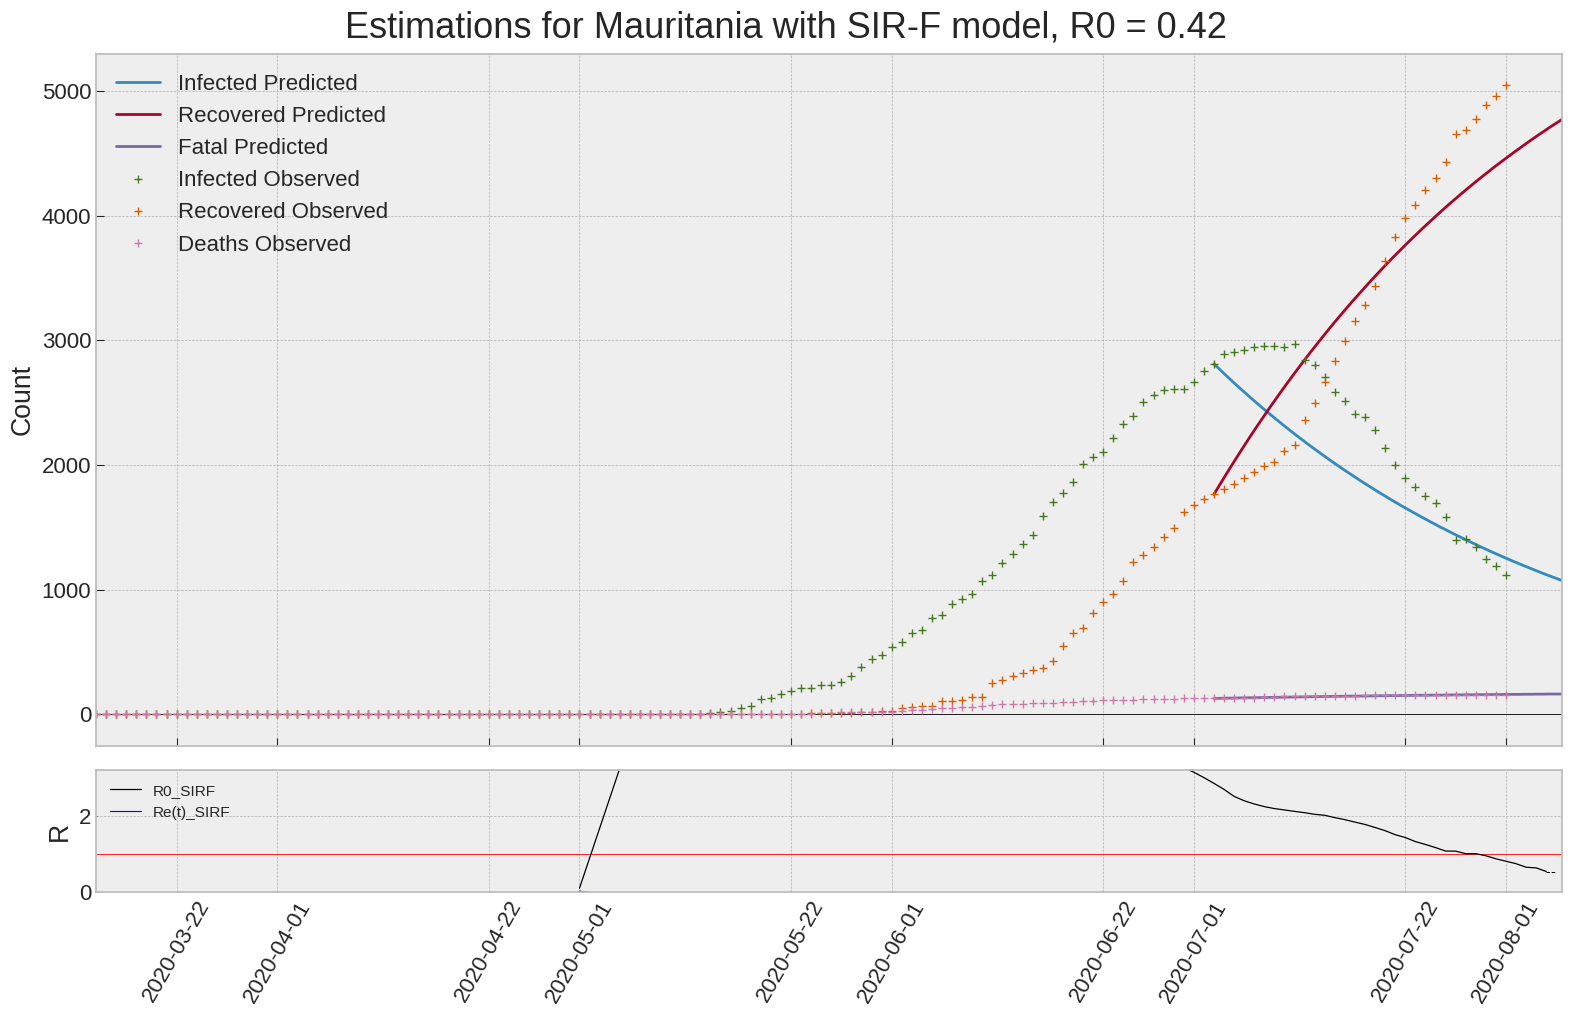 Estimations for Mauritania with SIR-F model, R0 = 0.42
Infected Predicted
Recovered Predicted
Fatal Predicted
Infected Observed
Recovered Observed
Deaths Observed
5000
4000
3000
2000
1000
0
Count
R0_SIRF
Re(t)_SIRF
2
0
R
2020-03-22
2020-04-01
2020-04-22
2020-05-01
2020-05-22
2020-06-01
2020-06-22
2020-07-01
2020-07-22
2020-08-01